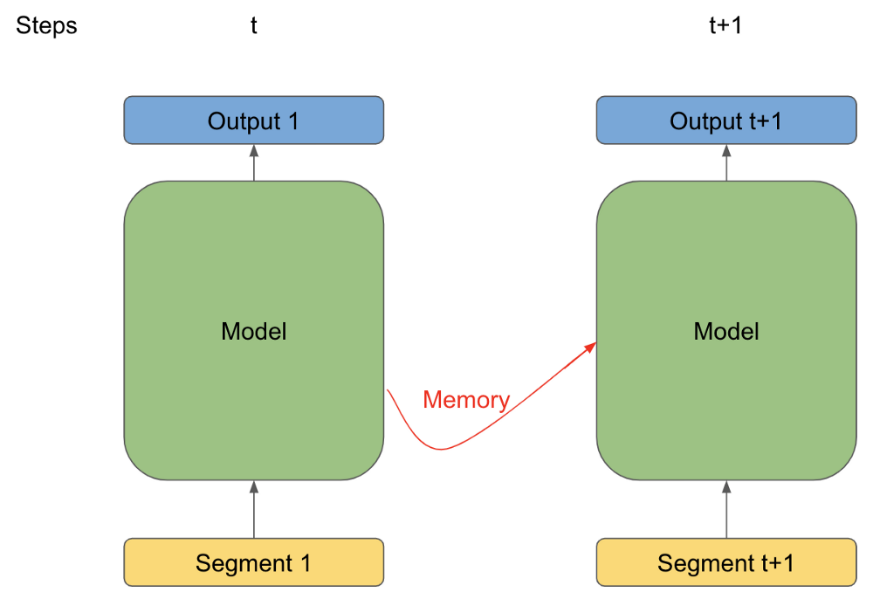 Steps t t+1
Output 1 Output t+1
Model Model
Memory
Segment 1 Segment t+1